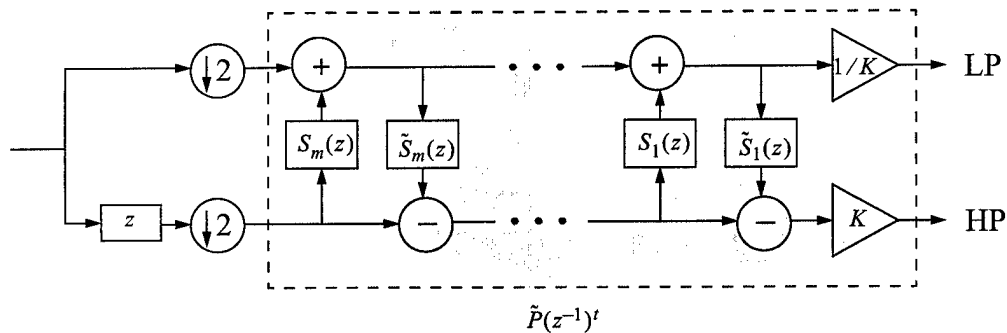 ↓2 + • • • + 1/K LP
S_m(z) S̃_m(z) S_1(z) S̃_1(z)
z ↓2 − • • • − K HP
P̃(z⁻¹)ᵗ